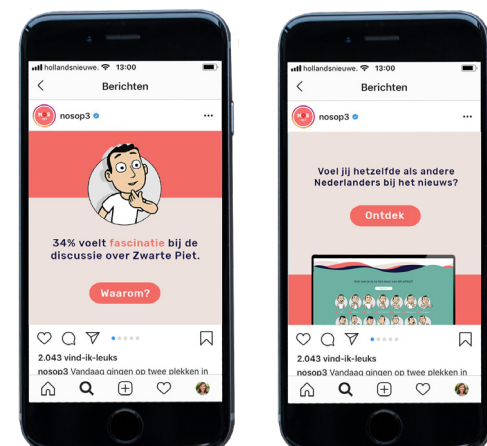 hollandsnieuwe. 13:00
Berichten
NOS
nosop3
34% voelt fascinatie bij de
discussie over Zwarte Piet.
Waarom?
2.043 vind-ik-leuks
nosop3 Vandaag gingen op twee plekken in
hollandsnieuwe. 13:00
Berichten
NOS
nosop3
Voel jij hetzelfde als andere
Nederlanders bij het nieuws?
Ontdek
2.043 vind-ik-leuks
nosop3 Vandaag gingen op twee plekken in